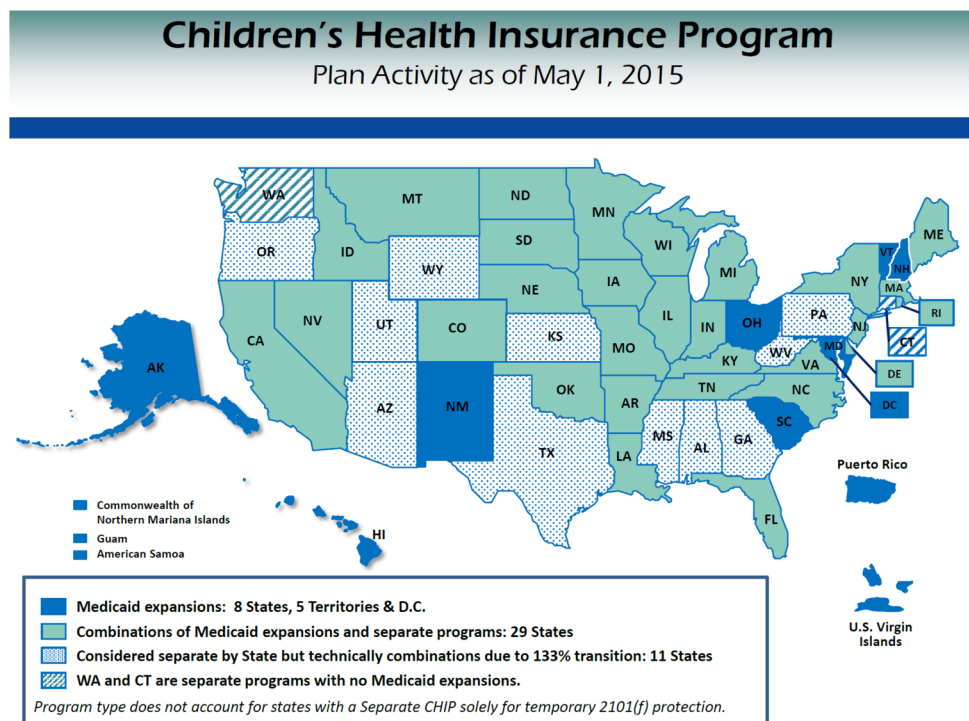 Children's Health Insurance Program
Plan Activity as of May 1, 2015
WA
MT
ND
MN
ME
VT
NH
OR
ID
SD
WI
MI
NY
MA
WY
RI
IA
NE
PA
NJ
NV
UT
CO
IL
IN
OH
CT
CA
KS
MO
WV
MD
VA
DE
KY
AK
NC
TN
DC
AZ
NM
OK
AR
SC
MS
AL
GA
TX
LA
Puerto Rico
FL
HI
Commonwealth of
Northern Mariana Islands
Guam
American Samoa
U.S. Virgin
Islands
Medicaid expansions: 8 States, 5 Territories & D.C.
Combinations of Medicaid expansions and separate programs: 29 States
Considered separate by State but technically combinations due to 133% transition: 11 States
WA and CT are separate programs with no Medicaid expansions.
Program type does not account for states with a Separate CHIP solely for temporary 2101(f) protection.